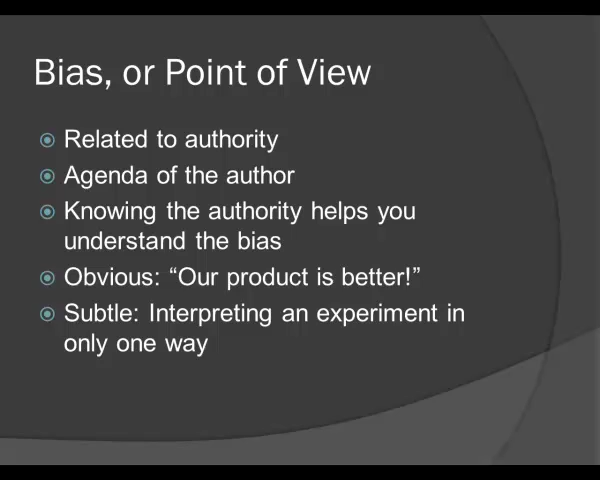 Bias, or Point of View
Related to authority
Agenda of the author
Knowing the authority helps you
understand the bias
Obvious: “Our product is better!”
Subtle: Interpreting an experiment in
only one way